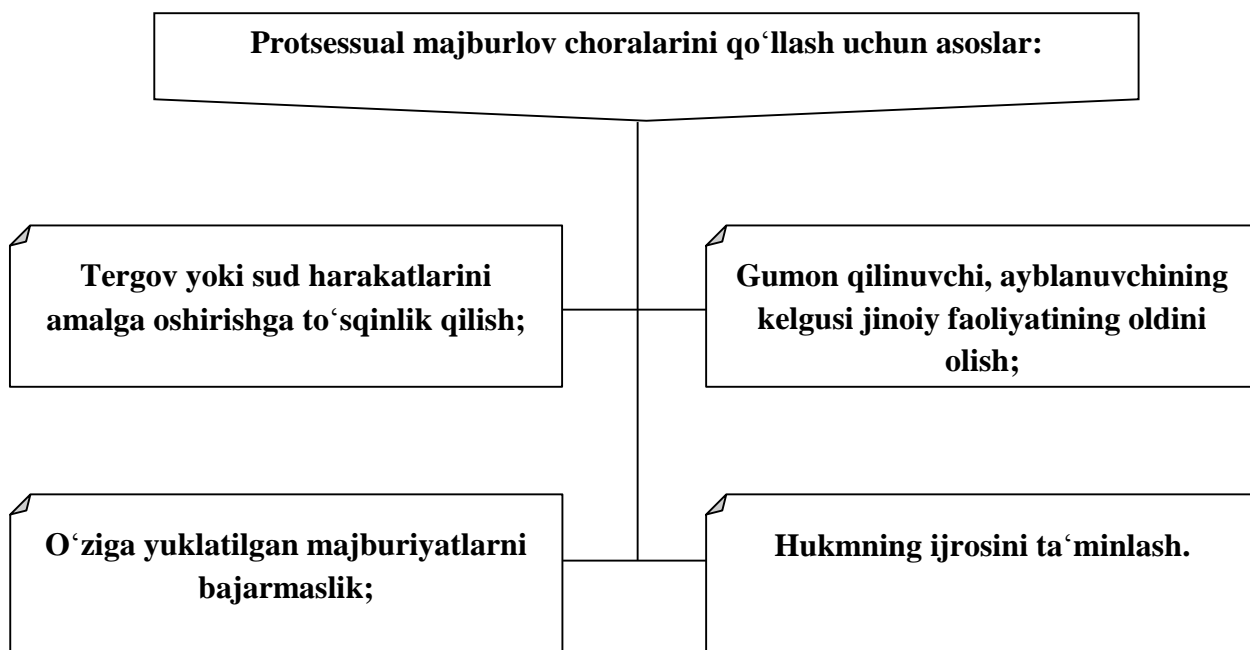 Protsessual majburlov choralarini qo‘llash uchun asoslar:
Tergov yoki sud harakatlarini
amalga oshirishga to‘sqinlik qilish;
Gumon qilinuvchi, ayblanuvchining
kelgusi jinoiy faoliyatining oldini
olish;
O‘ziga yuklatilgan majburiyatlarni
bajarmaslik;
Hukmning ijrosini ta‘minlash.